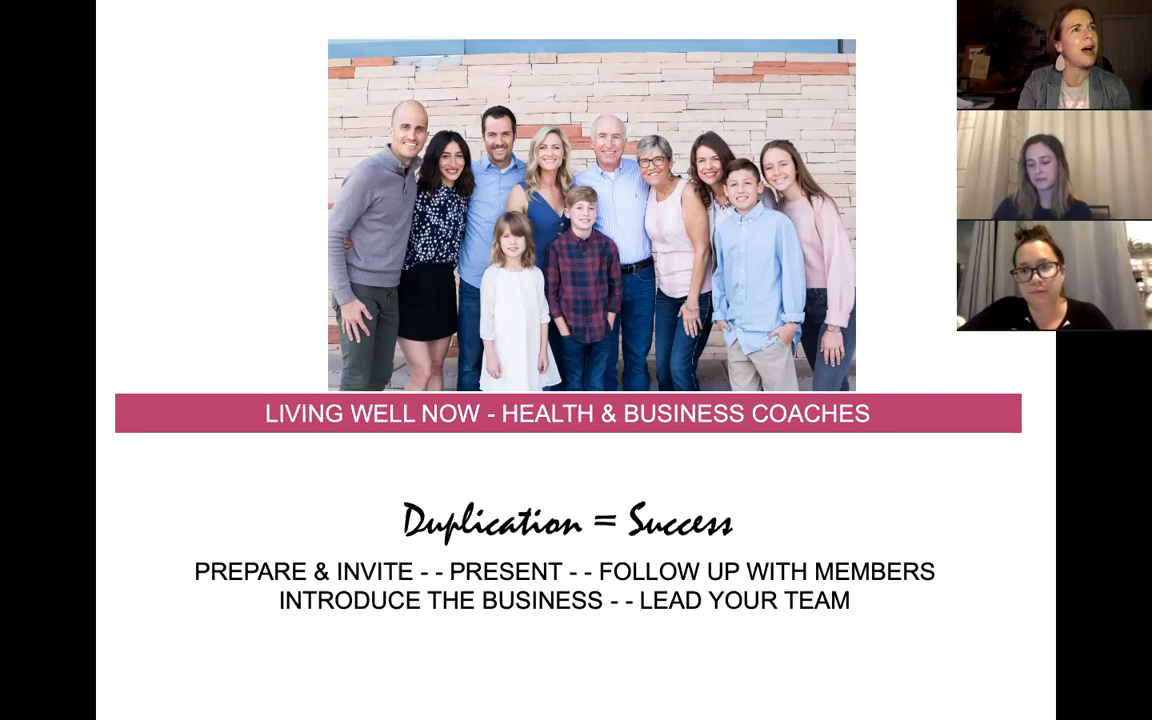 LIVING WELL NOW - HEALTH & BUSINESS COACHES
Duplication = Success
PREPARE & INVITE - - PRESENT - - FOLLOW UP WITH MEMBERS
INTRODUCE THE BUSINESS - - LEAD YOUR TEAM